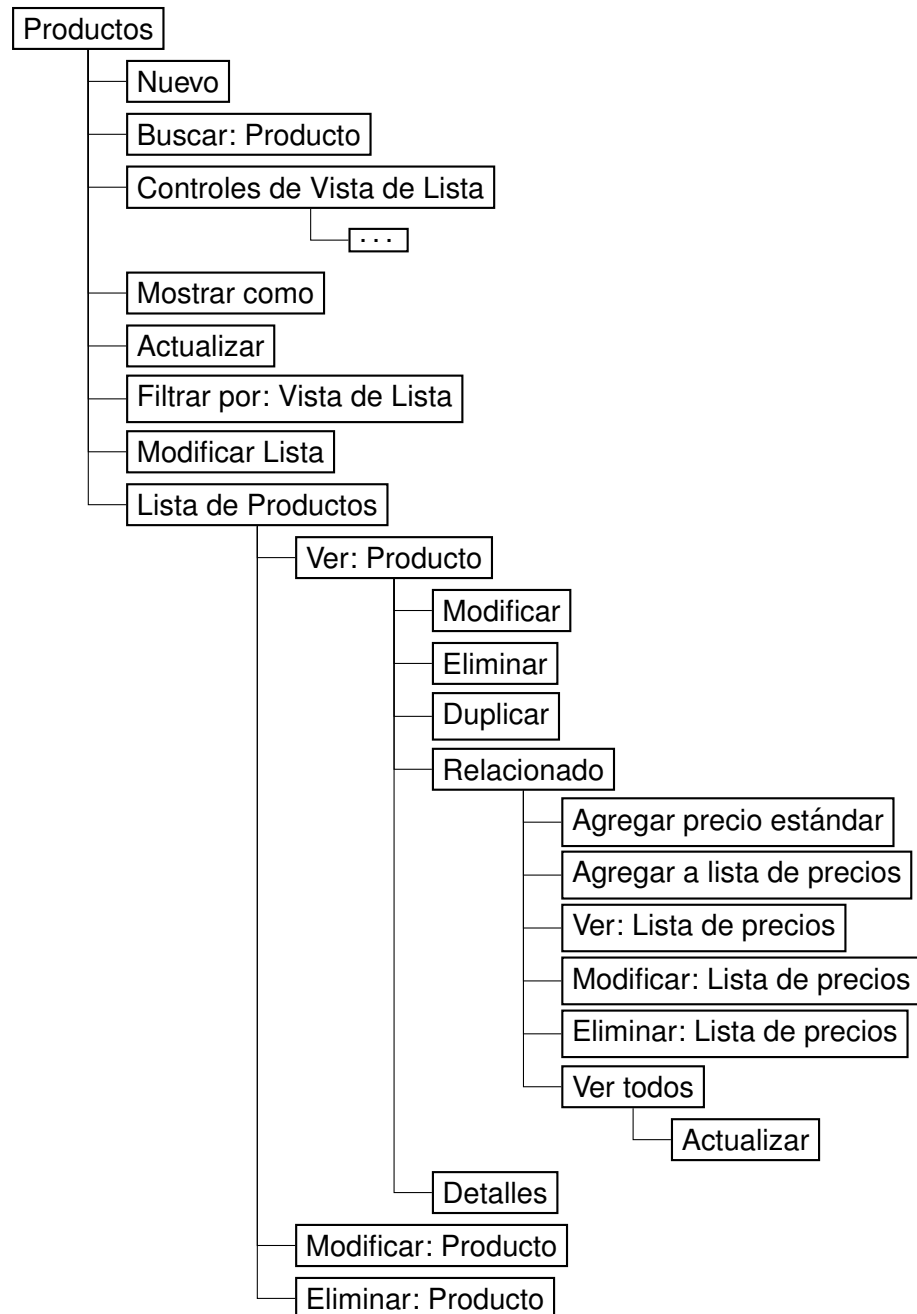 Productos
Nuevo
Buscar: Producto
Controles de Vista de Lista
...
Mostrar como
Actualizar
Filtrar por: Vista de Lista
Modificar Lista
Lista de Productos
Ver: Producto
Modificar
Eliminar
Duplicar
Relacionado
Agregar precio estándar
Agregar a lista de precios
Ver: Lista de precios
Modificar: Lista de precios
Eliminar: Lista de precios
Ver todos
Actualizar
Detalles
Modificar: Producto
Eliminar: Producto